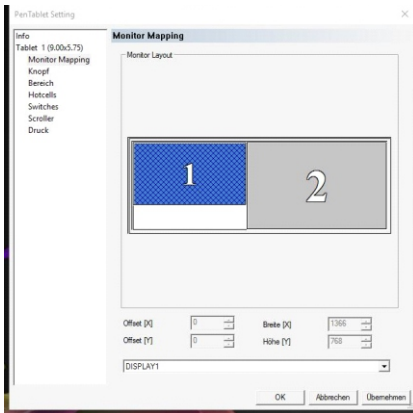 PenTablet Setting
Info
Tablet 1 (9.00x5.75)
Monitor Mapping
Knopf
Bereich
Hotcells
Switches
Scroller
Druck
Monitor Mapping
Monitor Layout
1
2
Offset [X] 0 Breite [X] 1366
Offset [Y] 0 Höhe [Y] 768
DISPLAY1
OK Abbrechen Übernehmen